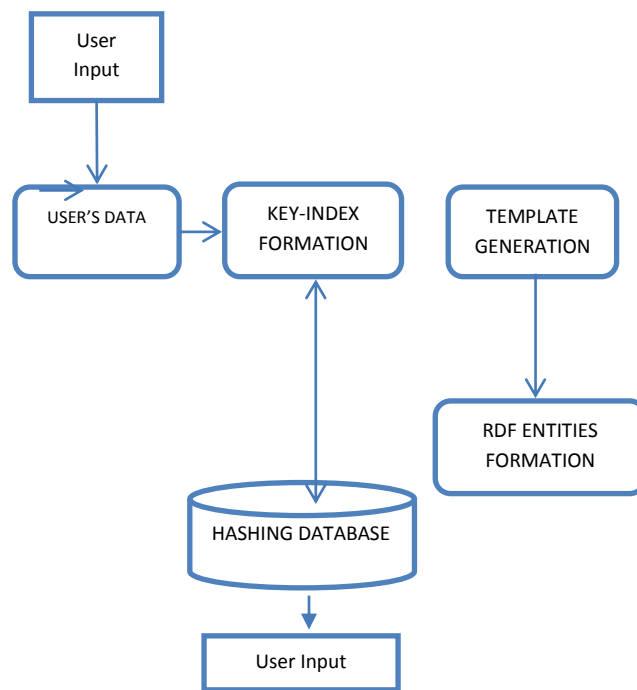 User
Input
USER'S DATA
KEY-INDEX
FORMATION
TEMPLATE
GENERATION
RDF ENTITIES
FORMATION
HASHING DATABASE
User Input